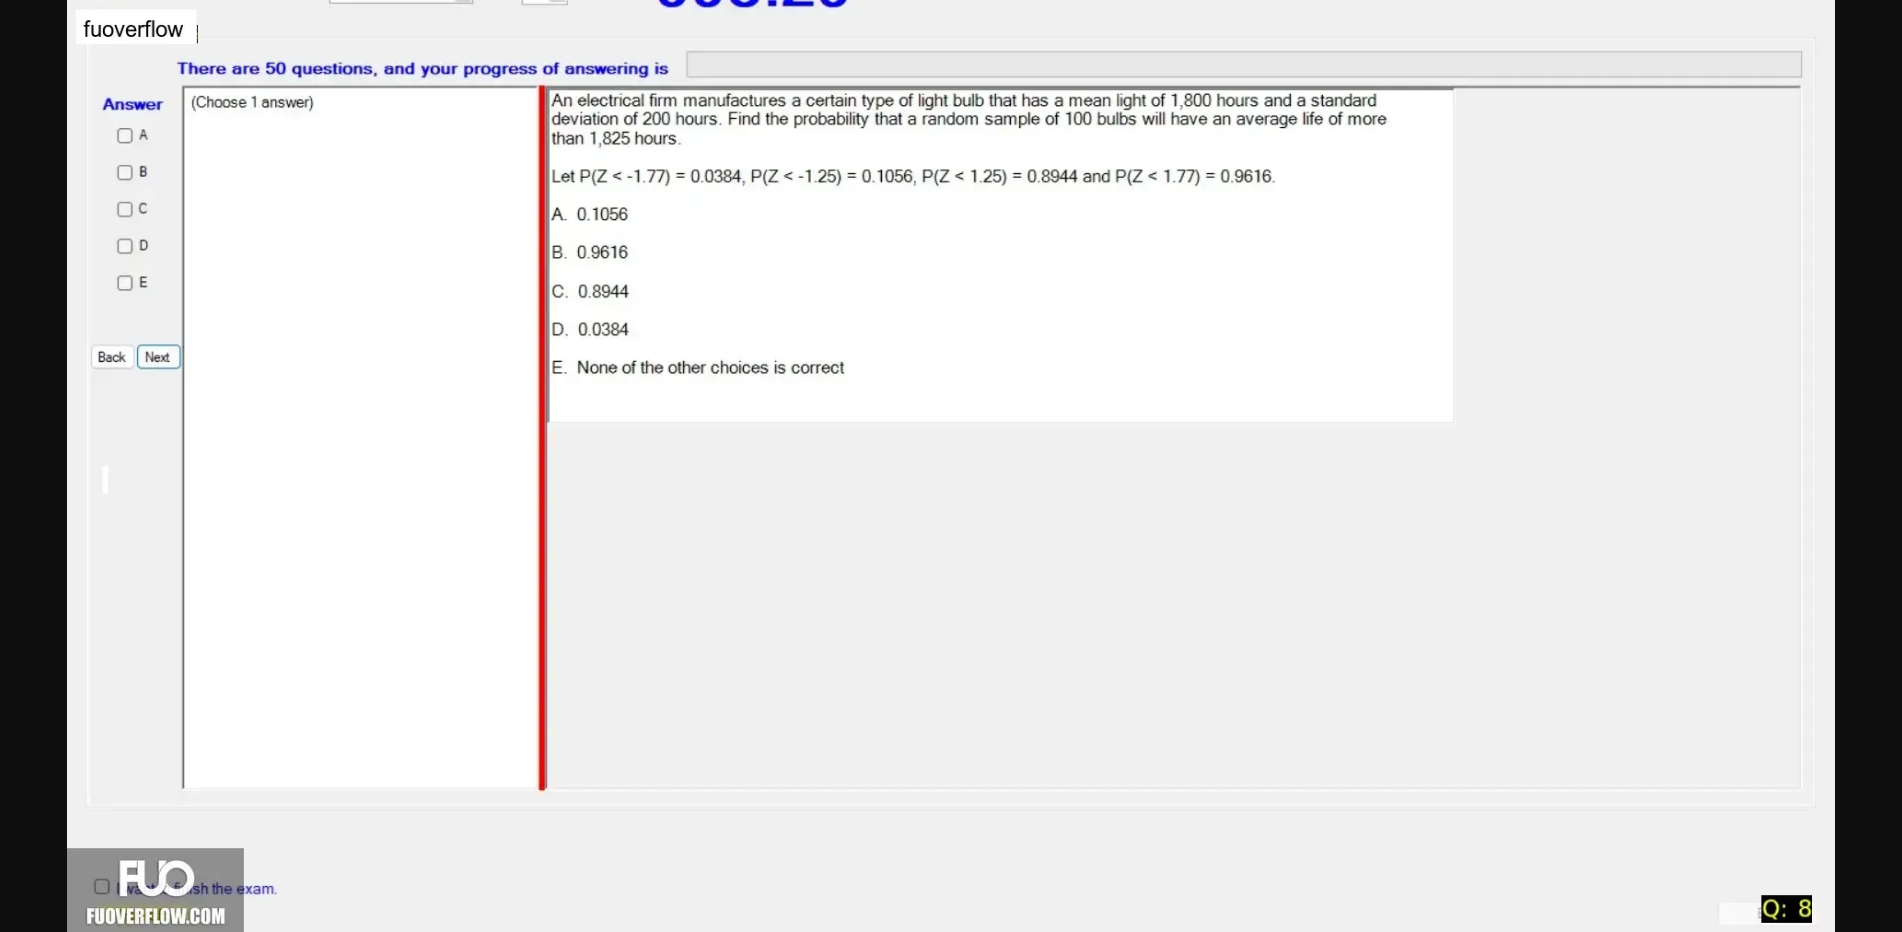 fuoverflow
There are 50 questions, and your progress of answering is
Answer
(Choose 1 answer)
A
B
C
D
E
Back Next
An electrical firm manufactures a certain type of light bulb that has a mean light of 1,800 hours and a standard
deviation of 200 hours. Find the probability that a random sample of 100 bulbs will have an average life of more
than 1,825 hours.
Let P(Z < -1.77) = 0.0384, P(Z < -1.25) = 0.1056, P(Z < 1.25) = 0.8944 and P(Z < 1.77) = 0.9616.
A. 0.1056
B. 0.9616
C. 0.8944
D. 0.0384
E. None of the other choices is correct
FUO
the exam.
FUOVERFLOW.COM
Q: 8